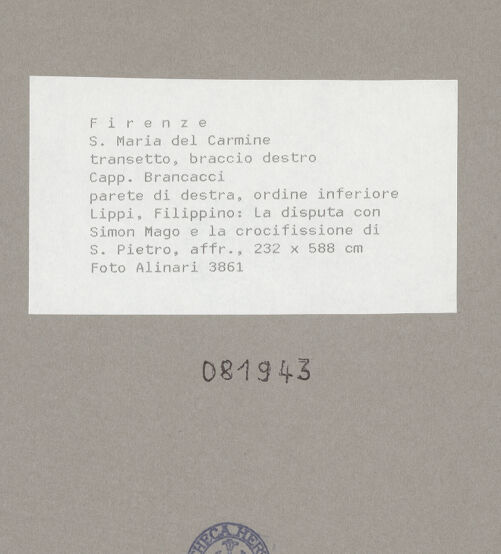 F i r e n z e
S. Maria del Carmine
transetto, braccio destro
Capp. Brancacci
parete di destra, ordine inferiore
Lippi, Filippino: La disputa con
Simon Mago e la crocifissione di
S. Pietro, affr., 232 x 588 cm
Foto Alinari 3861
081943